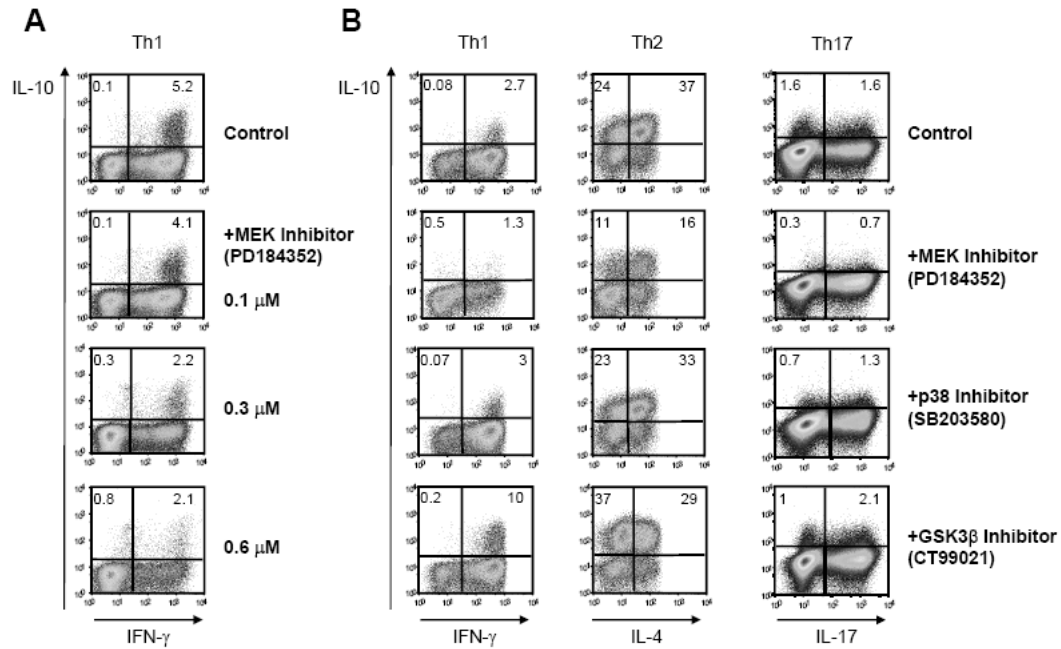 A
B
Th1
Th1
Th2
Th17
IL-10
IL-10
0.1 5.2
0.08 2.7
24 37
1.6 1.6
Control
Control
0.1 4.1
+MEK Inhibitor
(PD184352)
0.1 μM
0.5 1.3
11 16
0.3 0.7
+MEK Inhibitor
(PD184352)
0.3 2.2
0.3 μM
0.07 3
23 33
0.7 1.3
+p38 Inhibitor
(SB203580)
0.8 2.1
0.6 μM
0.2 10
37 29
1 2.1
+GSK3β Inhibitor
(CT99021)
IFN-γ
IFN-γ
IL-4
IL-17